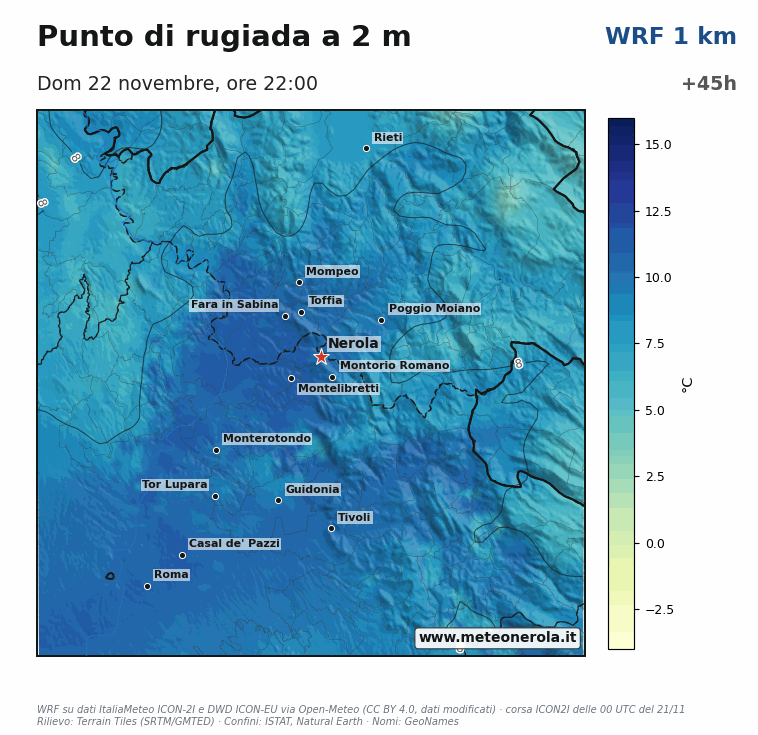 Punto di rugiada a 2 m
WRF 1 km
Dom 22 novembre, ore 22:00
+45h
8
8
Rieti
Mompeo
Toffia
Fara in Sabina
Poggio Moiano
Nerola
Montorio Romano
8
Montelibretti
Monterotondo
Tor Lupara
Guidonia
Tivoli
Casal de' Pazzi
Roma
www.meteonerola.it
15.0
12.5
10.0
7.5
5.0
2.5
0.0
−2.5
°C
WRF su dati ItaliaMeteo ICON-2I e DWD ICON-EU via Open-Meteo (CC BY 4.0, dati modificati) · corsa ICON2I delle 00 UTC del 21/11
Rilievo: Terrain Tiles (SRTM/GMTED) · Confini: ISTAT, Natural Earth · Nomi: GeoNames